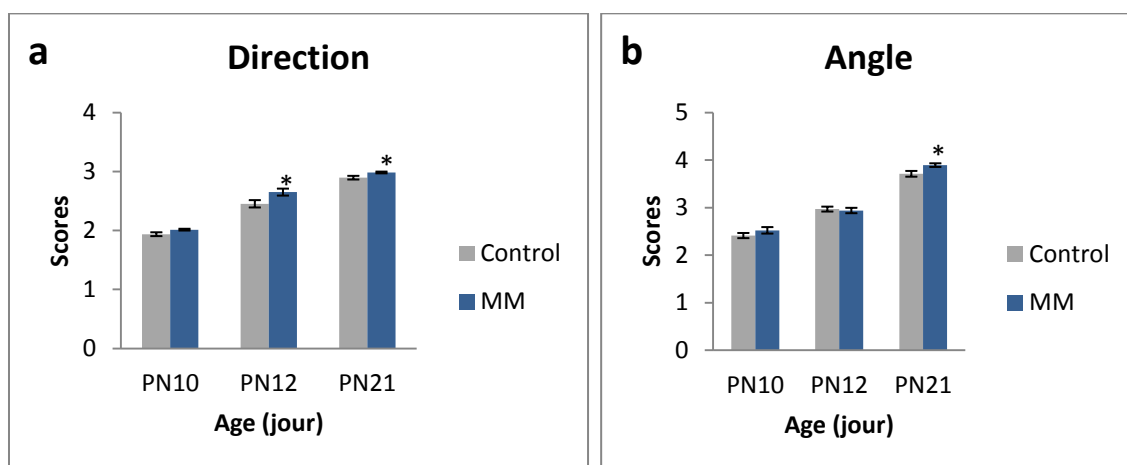 a
Direction
4
3
2
1
0
Scores
*
*
PN10 PN12 PN21
Age (jour)
Control
MM
b
Angle
5
4
3
2
1
0
Scores
*
PN10 PN12 PN21
Age (jour)
Control
MM